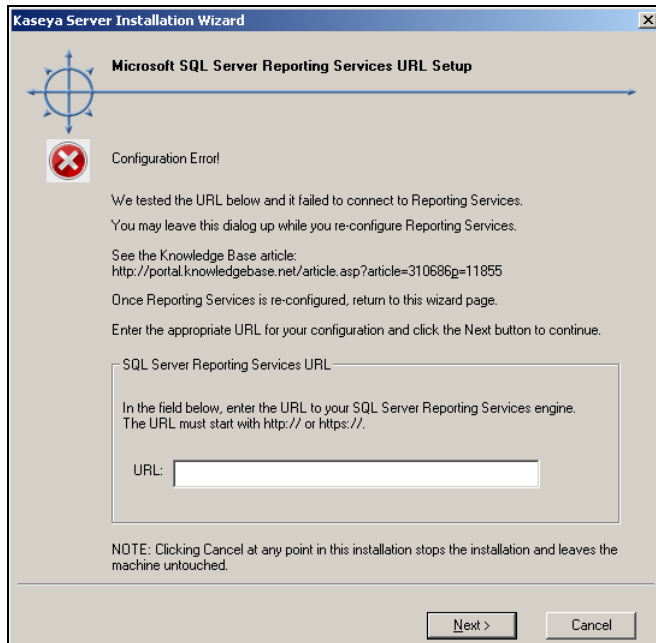 Kaseya Server Installation Wizard
Microsoft SQL Server Reporting Services URL Setup
Configuration Error!
We tested the URL below and it failed to connect to Reporting Services.
You may leave this dialog up while you re-configure Reporting Services.
See the Knowledge Base article:
http://portal.knowledgebase.net/article.asp?article=310686p=11855
Once Reporting Services is re-configured, return to this wizard page.
Enter the appropriate URL for your configuration and click the Next button to continue.
SQL Server Reporting Services URL
In the field below, enter the URL to your SQL Server Reporting Services engine.
The URL must start with http:// or https://.
URL:
NOTE: Clicking Cancel at any point in this installation stops the installation and leaves the
machine untouched.
Next >
Cancel